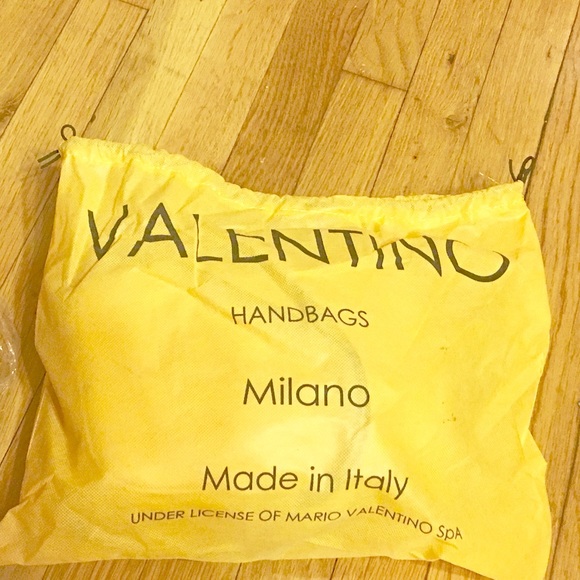 VALENTINO
HANDBAGS
Milano
Made in Italy
UNDER LICENSE OF MARIO VALENTINO SpA